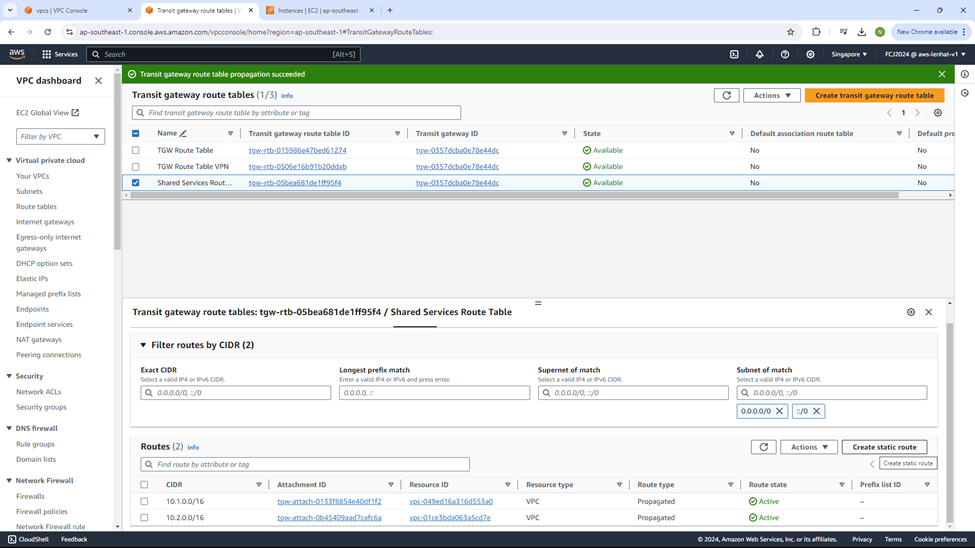 vpcs | VPC Console
Transit gateway route tables | V
Instances | EC2 | ap-southeast-
ap-southeast-1.console.aws.amazon.com/vpcconsole/home?region=ap-southeast-1#TransitGatewayRouteTables:
New Chrome available
aws
Services
Search
[Alt+S]
Singapore
FCJ2024 @ aws-lenhat-v1
VPC dashboard
EC2 Global View
Filter by VPC
Virtual private cloud
Your VPCs
Subnets
Route tables
Internet gateways
Egress-only internet
gateways
DHCP option sets
Elastic IPs
Managed prefix lists
Endpoints
Endpoint services
NAT gateways
Peering connections
Security
Network ACLs
Security groups
DNS firewall
Rule groups
Domain lists
Network Firewall
Firewalls
Firewall policies
Network Firewall rule
Transit gateway route table propagation succeeded
Transit gateway route tables (1/3) info
Actions
Create transit gateway route table
Find transit gateway route table by attribute or tag
1
Name Transit gateway route table ID Transit gateway ID State Default association route table Default pro
TGW Route Table tgw-rtb-015986e47bed61274 tgw-0357dcba0e78e44dc Available No No
TGW Route Table VPN tgw-rtb-0506e16b91b20ddab tgw-0357dcba0e78e44dc Available No No
Shared Services Rout... tgw-rtb-05bea681de1ff95f4 tgw-0357dcba0e78e44dc Available No No
Transit gateway route tables: tgw-rtb-05bea681de1ff95f4 / Shared Services Route Table
Filter routes by CIDR (2)
Exact CIDR
Select a valid IP4 or IPv6 CIDR.
0.0.0.0/0, ::/0
Longest prefix match
Enter a valid IP4 or IPv6 and press enter.
0.0.0.0, ::
Supernet of match
Select a valid IP4 or IPv6 CIDR.
0.0.0.0/0, ::/0
Subnet of match
Select a valid IP4 or IPv6 CIDR.
0.0.0.0/0, ::/0
0.0.0.0/0 ::/0
Routes (2) info
Actions
Create static route
Find route by attribute or tag
Create static route
CIDR Attachment ID Resource ID Resource type Route type Route state Prefix list ID
10.1.0.0/16 tgw-attach-0133f8854e40df1f2 vpc-049ed16a316d553a0 VPC Propagated Active –
10.2.0.0/16 tgw-attach-0b45409aad7cafc6a vpc-01ce3bda063a5cd7e VPC Propagated Active –
CloudShell Feedback
© 2024, Amazon Web Services, Inc. or its affiliates. Privacy Terms Cookie preferences